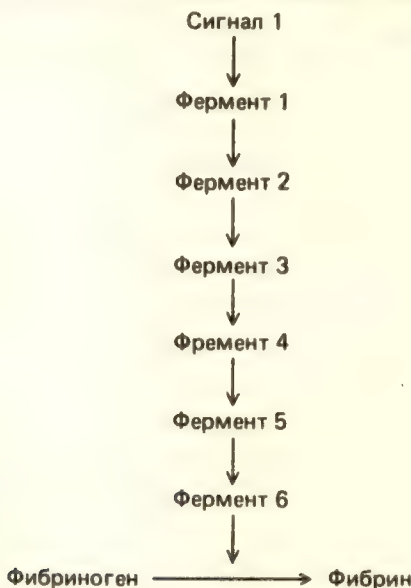 Сигнал 1
Фермент 1
Фермент 2
Фермент 3
Фремент 4
Фермент 5
Фермент 6
Фибриноген Фибрин